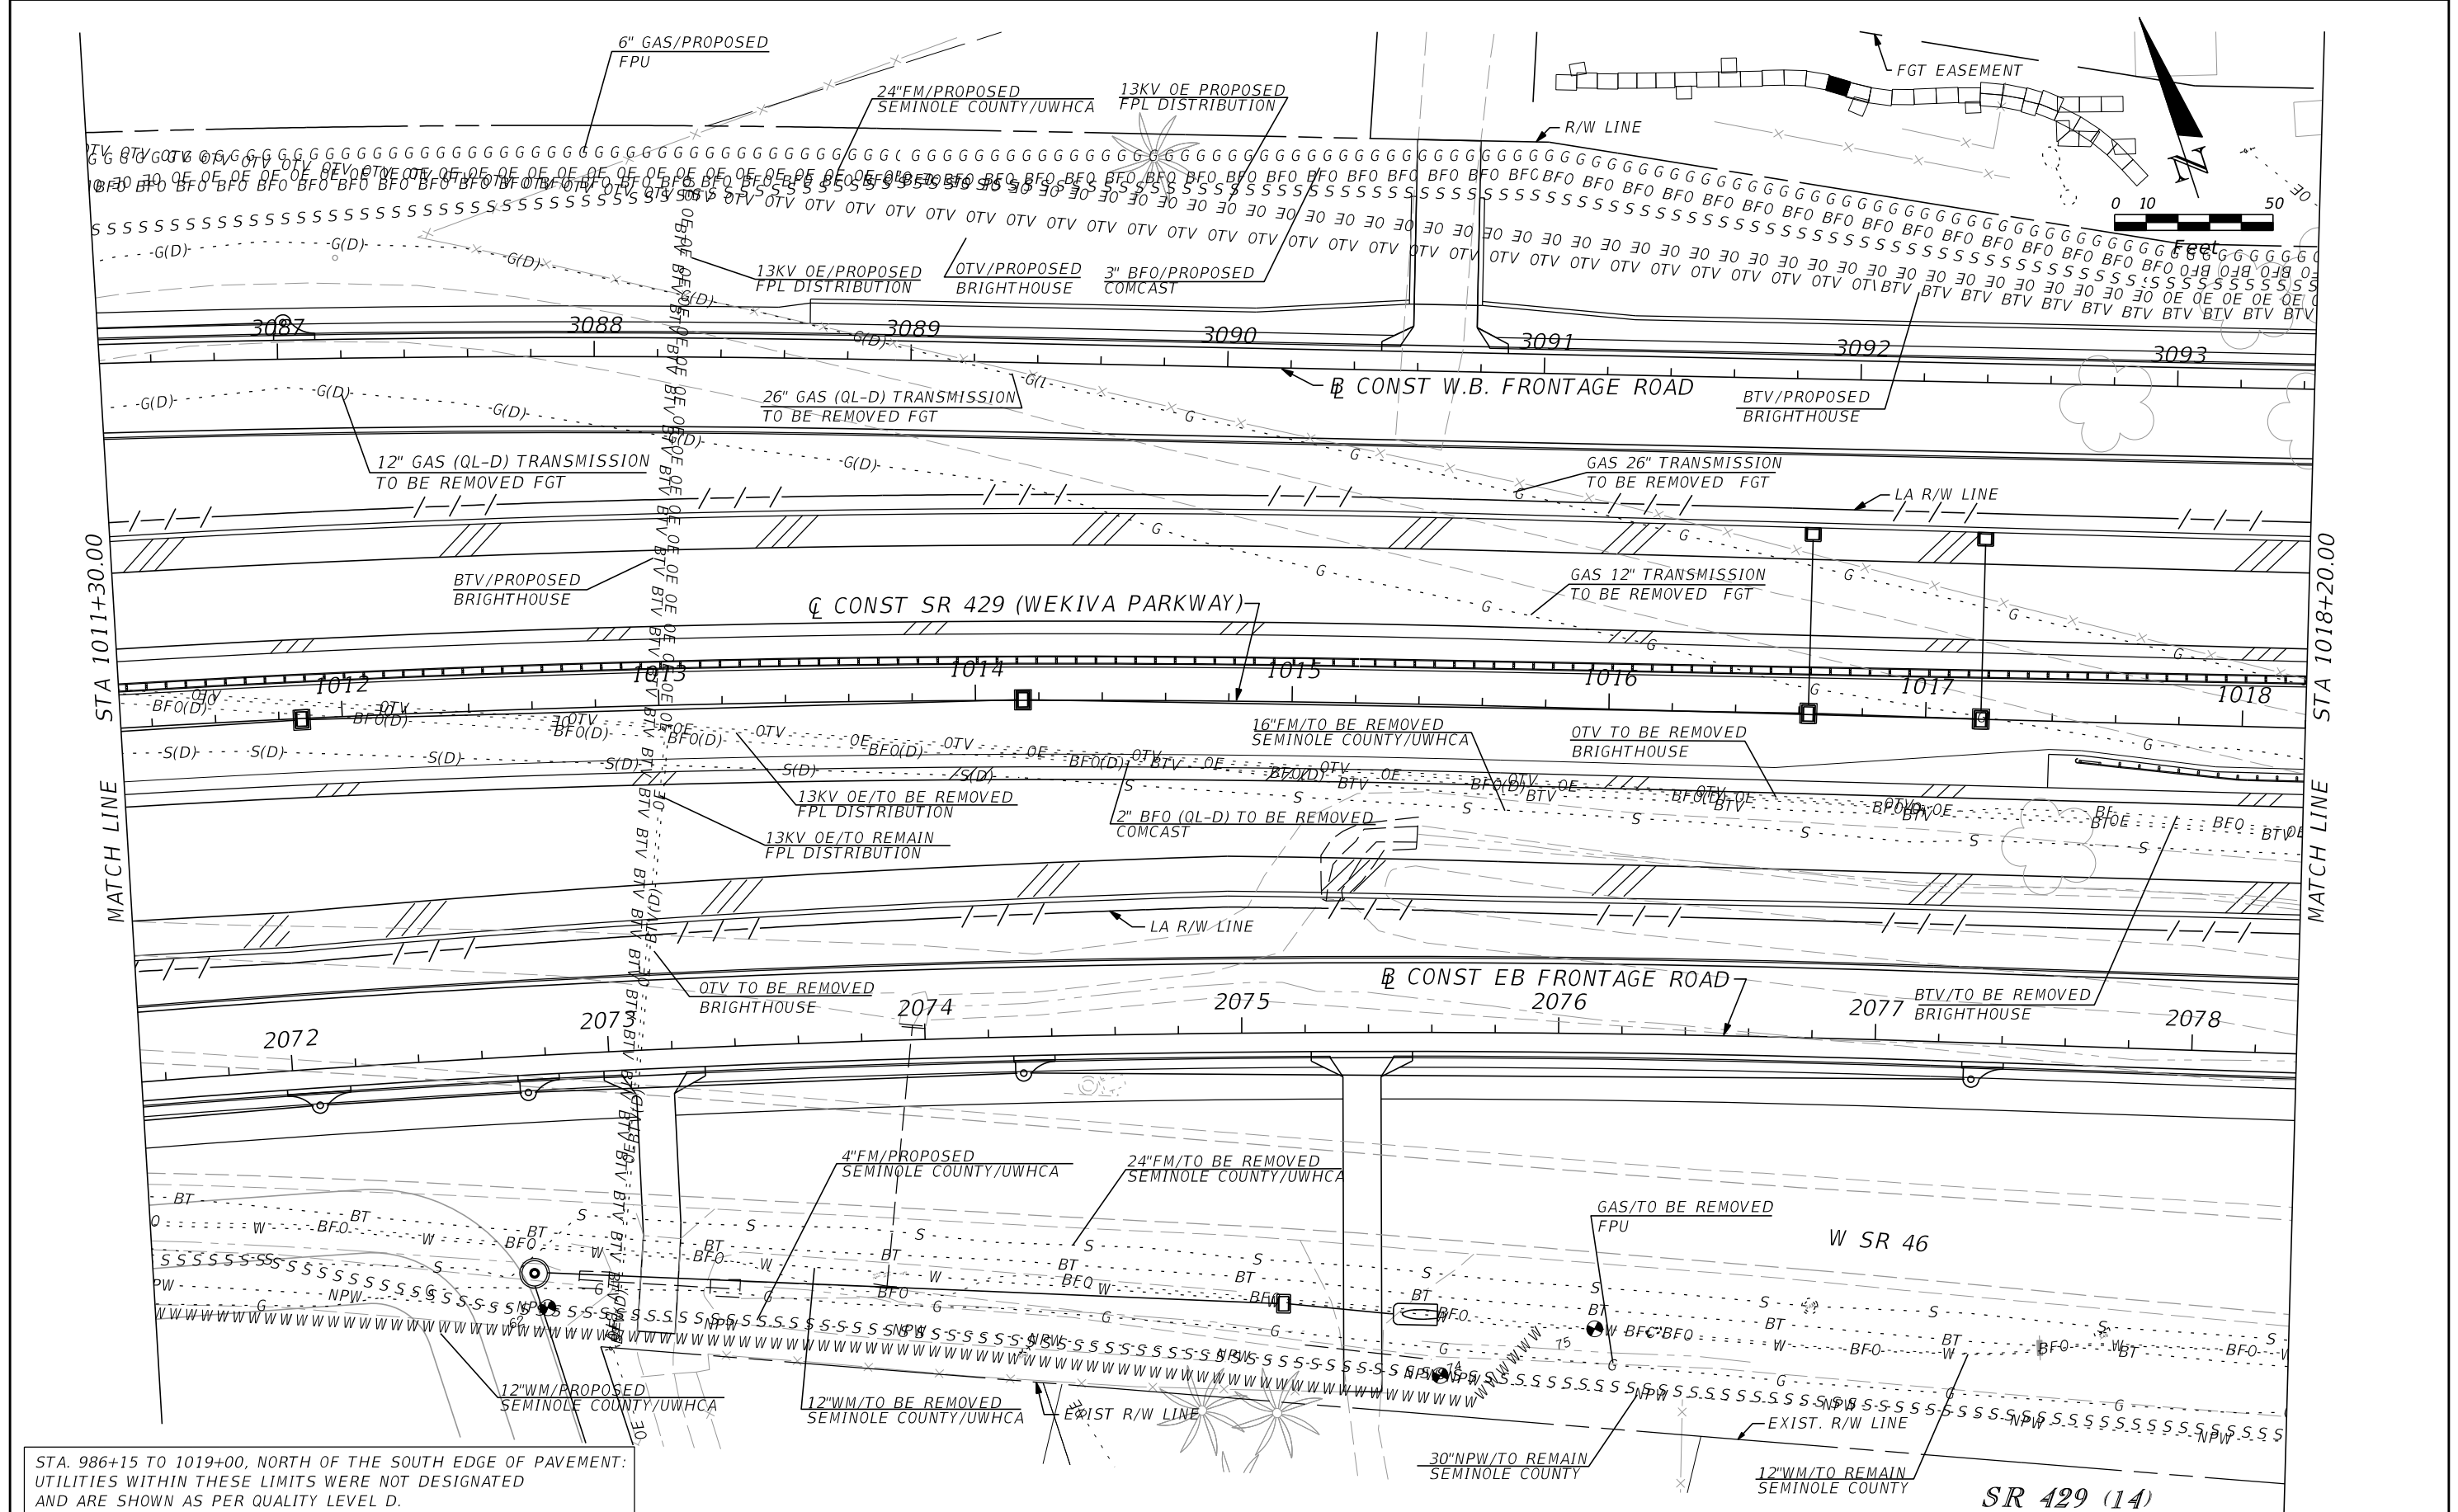 6" GAS/PROPOSED
FPU
24"FM/PROPOSED
SEMINOLE COUNTY/UWHCA
13KV OE PROPOSED
FPL DISTRIBUTION
FGT EASEMENT
R/W LINE
N
0 10 50
Feet
13KV OE/PROPOSED
FPL DISTRIBUTION
OTV/PROPOSED
BRIGHTHOUSE
3" BFO/PROPOSED
COMCAST
3087 3088 3089 3090 3091 3092 3093
BL CONST W.B. FRONTAGE ROAD
26" GAS (QL-D) TRANSMISSION
TO BE REMOVED FGT
BTV/PROPOSED
BRIGHTHOUSE
12" GAS (QL-D) TRANSMISSION
TO BE REMOVED FGT
GAS 26" TRANSMISSION
TO BE REMOVED FGT
LA R/W LINE
BTV/PROPOSED
BRIGHTHOUSE
GAS 12" TRANSMISSION
TO BE REMOVED FGT
CL CONST SR 429 (WEKIVA PARKWAY)
MATCH LINE STA 1011+30.00
MATCH LINE STA 1018+20.00
1012 1013 1014 1015 1016 1017 1018
16"FM/TO BE REMOVED
SEMINOLE COUNTY/UWHCA
OTV TO BE REMOVED
BRIGHTHOUSE
13KV OE/TO BE REMOVED
FPL DISTRIBUTION
2" BFO (QL-D) TO BE REMOVED
COMCAST
13KV OE/TO REMAIN
FPL DISTRIBUTION
LA R/W LINE
OTV TO BE REMOVED
BRIGHTHOUSE
BL CONST EB FRONTAGE ROAD
BTV/TO BE REMOVED
BRIGHTHOUSE
2072 2073 2074 2075 2076 2077 2078
4"FM/PROPOSED
SEMINOLE COUNTY/UWHCA
24"FM/TO BE REMOVED
SEMINOLE COUNTY/UWHCA
GAS/TO BE REMOVED
FPU
W SR 46
62
74
75
12"WM/PROPOSED
SEMINOLE COUNTY/UWHCA
12"WM/TO BE REMOVED
SEMINOLE COUNTY/UWHCA
EXIST R/W LINE
EXIST. R/W LINE
30"NPW/TO REMAIN
SEMINOLE COUNTY
12"WM/TO REMAIN
SEMINOLE COUNTY
STA. 986+15 TO 1019+00, NORTH OF THE SOUTH EDGE OF PAVEMENT:
UTILITIES WITHIN THESE LIMITS WERE NOT DESIGNATED
AND ARE SHOWN AS PER QUALITY LEVEL D.
SR 429 (14)